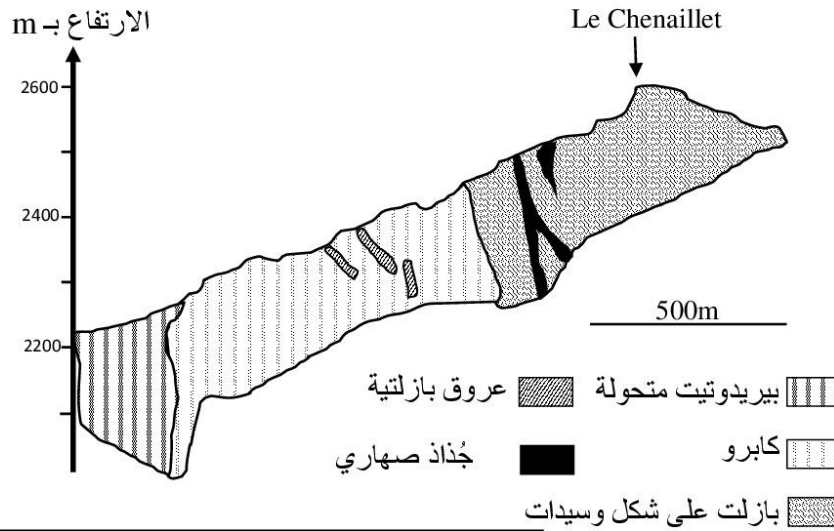 الارتفاع بـ m
Le Chenaillet
2600
2400
2200
500m
بيريدوتيت متحولة
عروق بازلتية
كابرو
جُذاذ صهاري
بازلت على شكل وسيدات